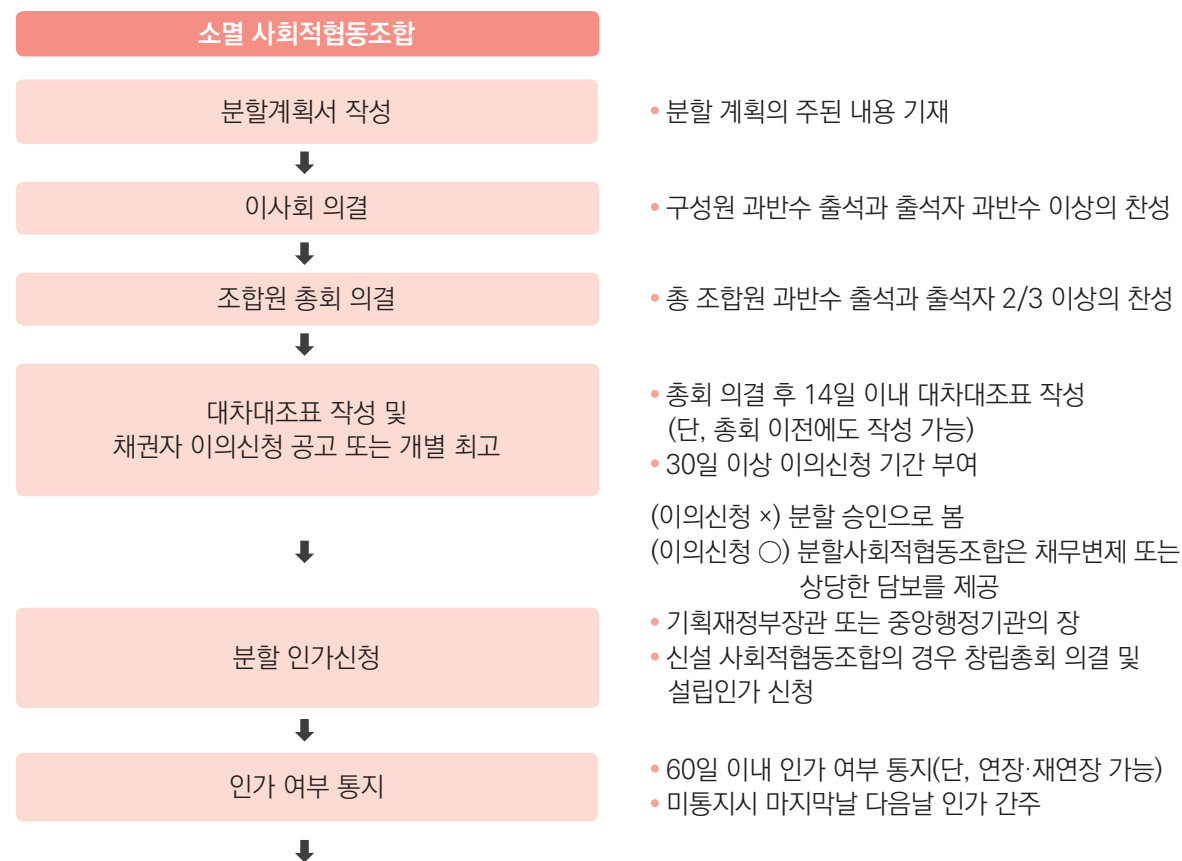 소멸 사회적협동조합
분할계획서 작성
• 분할 계획의 주된 내용 기재
이사회 의결
• 구성원 과반수 출석과 출석자 과반수 이상의 찬성
조합원 총회 의결
• 총 조합원 과반수 출석과 출석자 2/3 이상의 찬성
대차대조표 작성 및
채권자 이의신청 공고 또는 개별 최고
• 총회 의결 후 14일 이내 대차대조표 작성
(단, 총회 이전에도 작성 가능)
• 30일 이상 이의신청 기간 부여
(이의신청 ×) 분할 승인으로 봄
(이의신청 ○) 분할사회적협동조합은 채무변제 또는
상당한 담보를 제공
분할 인가신청
• 기획재정부장관 또는 중앙행정기관의 장
• 신설 사회적협동조합의 경우 창립총회 의결 및
설립인가 신청
인가 여부 통지
• 60일 이내 인가 여부 통지(단, 연장·재연장 가능)
• 미통지시 마지막날 다음날 인가 간주